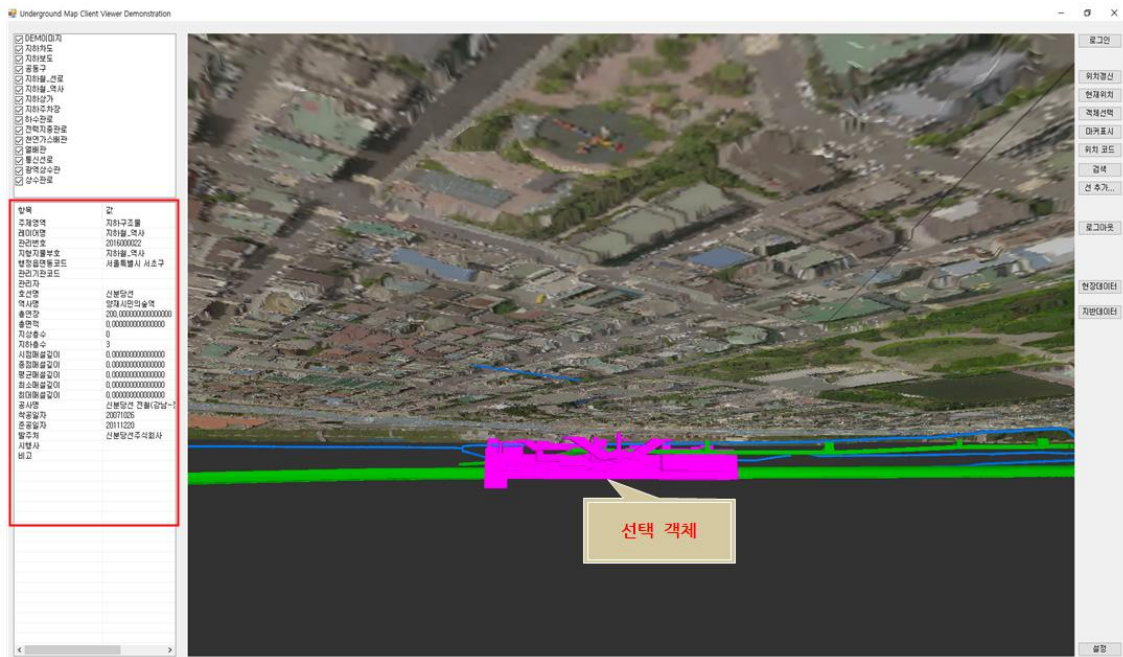 Underground Map Client Viewer Demonstration
DEM이미지
지하차도
지하보도
공동구
지하철_선로
지하철_역사
지하상가
지하주차장
하수관로
전력지중관로
천연가스배관
열배관
통신선로
광역상수관
상수관로
항목 값
주제영역 지하구조물
레이어명 지하철_역사
관리번호 2016000022
지형지물부호 지하철_역사
행정읍면동코드 서울특별시 서초구
관리기관코드
관리자
호선명 신분당선
역사명 양재시민의숲역
총연장 200,000000000000000
총면적 0,000000000000000
지상층수 0
지하층수 3
시점매설깊이 0,000000000000000
종점매설깊이 0,000000000000000
평균매설깊이 0,000000000000000
최소매설깊이 0,000000000000000
최대매설깊이 0,000000000000000
공사명 신분당선 전철(강남~
착공일자 20071026
준공일자 20111220
발주처 신분당선주식회사
시행사
비고
선택 객체
로그인
위치갱신
현재위치
객체선택
마커표시
위치 코드
검색
선 추가...
로그아웃
현장데이터
지반데이터
설정